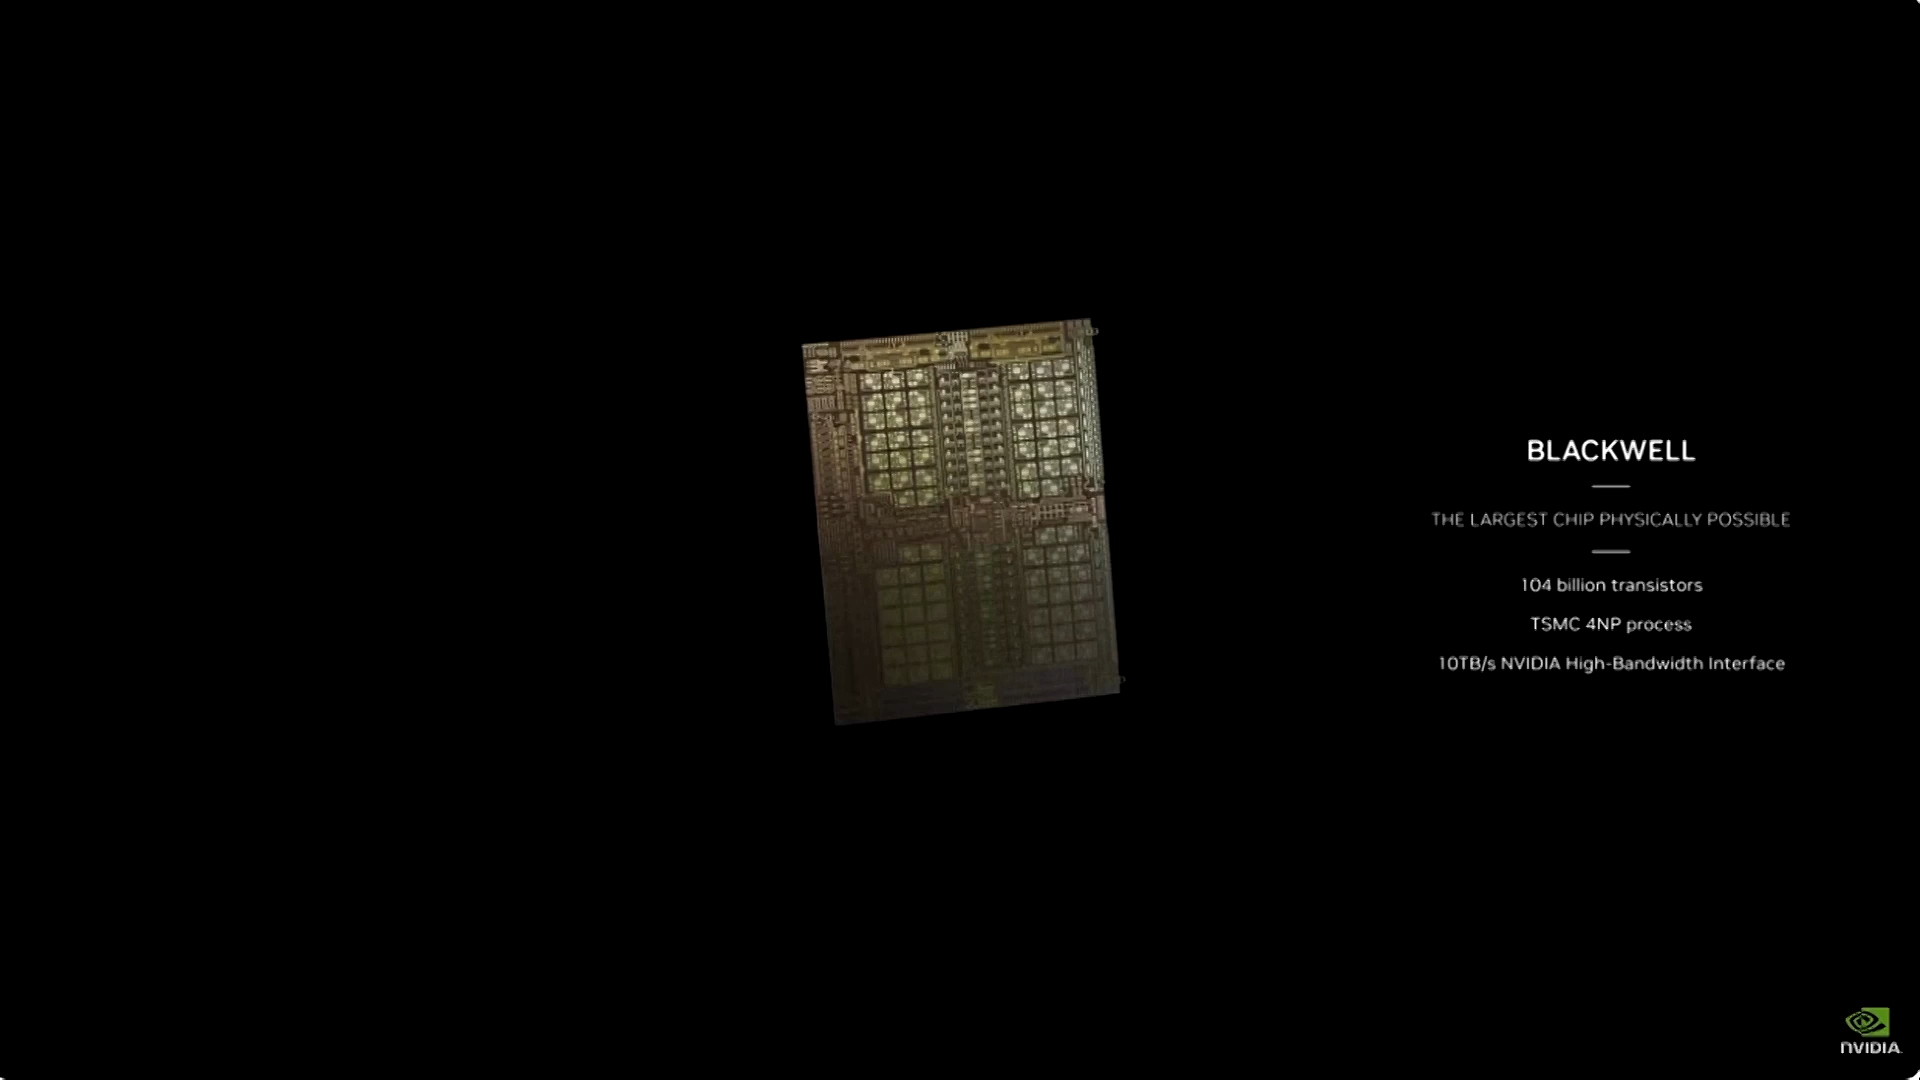 BLACKWELL
THE LARGEST CHIP PHYSICALLY POSSIBLE
104 billion transistors
TSMC 4NP process
10TB/s NVIDIA High-Bandwidth Interface
NVIDIA.